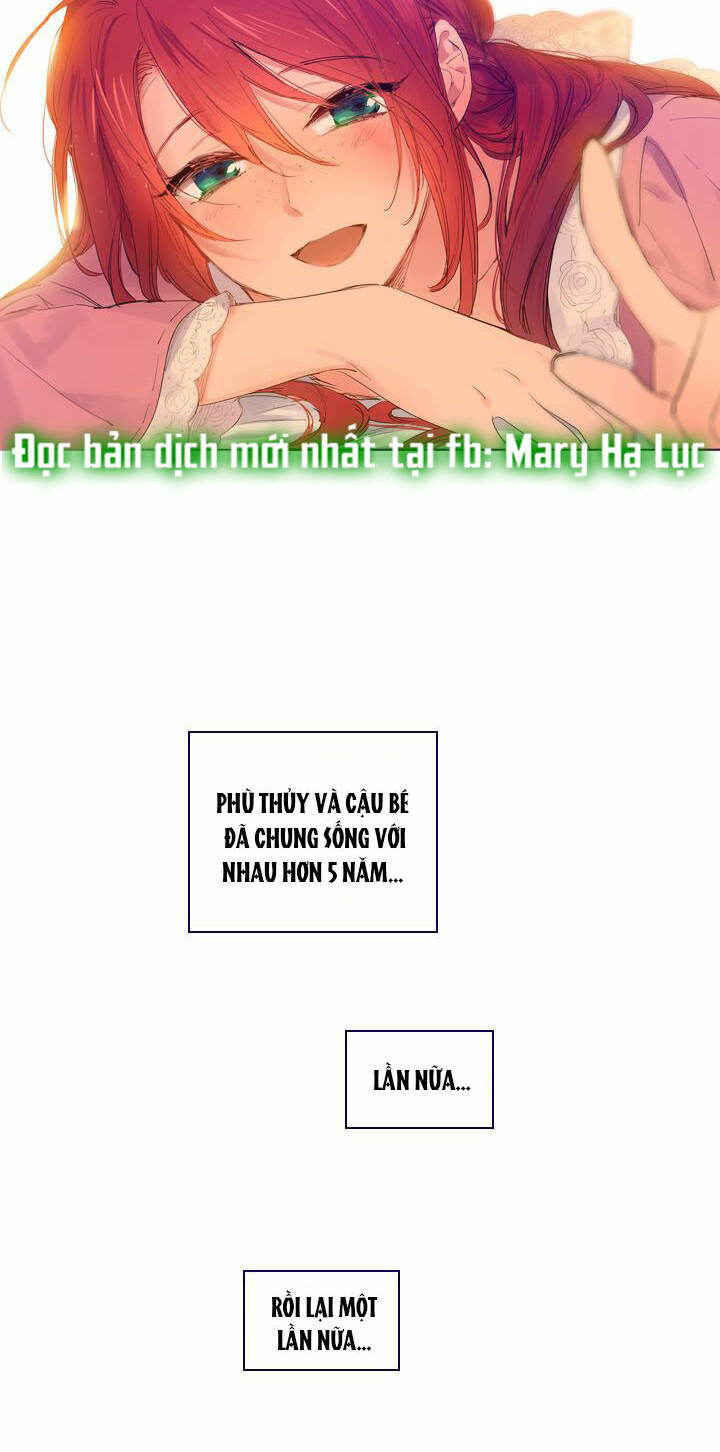 Đọc bản dịch mới nhất tại fb: Mary Hạ Lục
PHÙ THỦY VÀ CẬU BÉ
ĐÃ CHUNG SỐNG VỚI
NHAU HƠN 5 NĂM...
LẦN NỮA...
RỒI LẠI MỘT
LẦN NỮA...